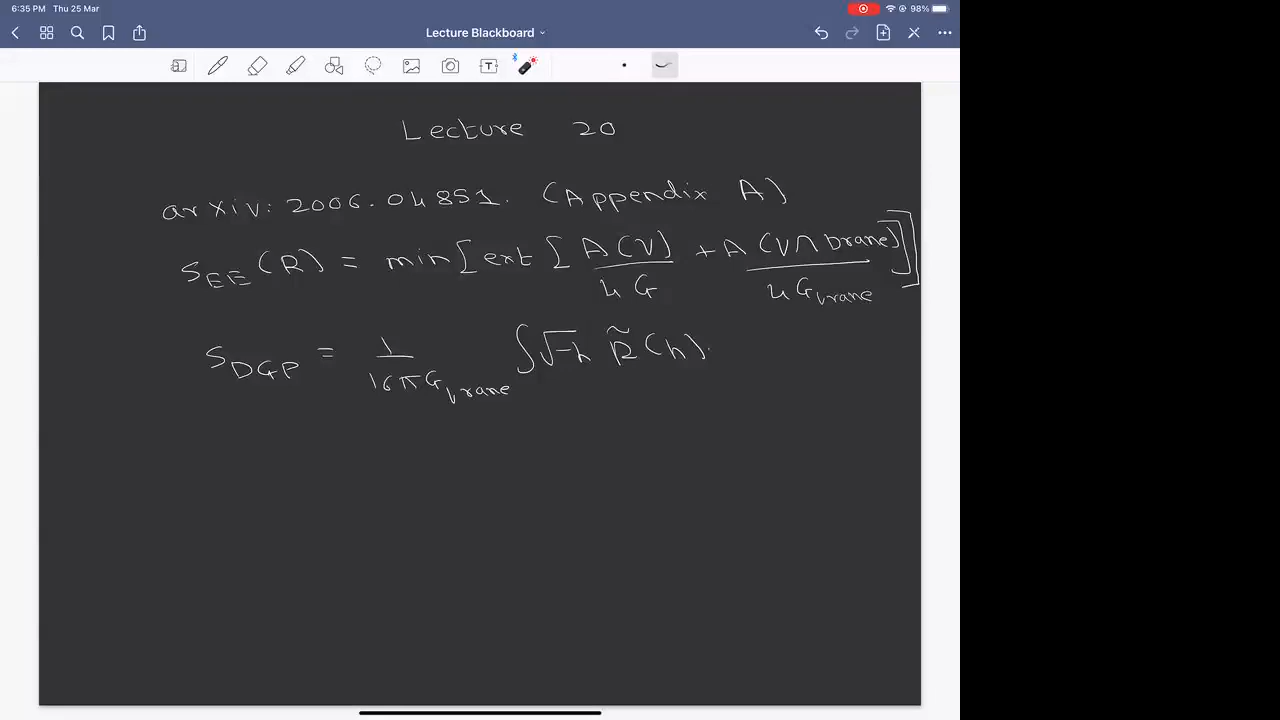 6:35 PM Thu 25 Mar
98%
Lecture Blackboard
T
Lecture 20
arxiv: 2006.04851. (Appendix A)
S_EE (R) = min[ ext [ A(V)/4G + A(V∩brane)/4G_brane ]]
S_DGP = 1/16πG_brane ∫√-h R̃(h).